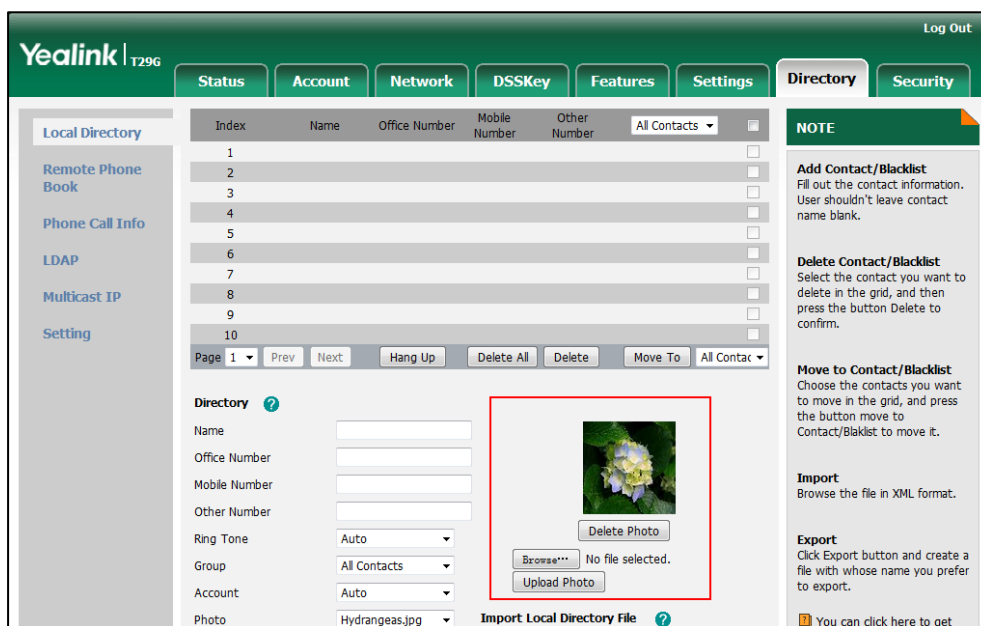 Log Out
Yealink T29G
Status Account Network DSSKey Features Settings Directory Security
Local Directory
Remote Phone
Book
Phone Call Info
LDAP
Multicast IP
Setting
Index Name Office Number Mobile
Number Other
Number All Contacts
1
2
3
4
5
6
7
8
9
10
Page 1 Prev Next Hang Up Delete All Delete Move To All Contac
Directory ?
Name
Office Number
Mobile Number
Other Number
Ring Tone Auto
Group All Contacts
Account Auto
Photo Hydrangeas.jpg
Delete Photo
Browse··· No file selected.
Upload Photo
Import Local Directory File ?
NOTE
Add Contact/Blacklist
Fill out the contact information.
User shouldn't leave contact
name blank.
Delete Contact/Blacklist
Select the contact you want to
delete in the grid, and then
press the button Delete to
confirm.
Move to Contact/Blacklist
Choose the contacts you want
to move in the grid, and press
the button move to
Contact/Blaklist to move it.
Import
Browse the file in XML format.
Export
Click Export button and create a
file with whose name you prefer
to export.
? You can click here to get